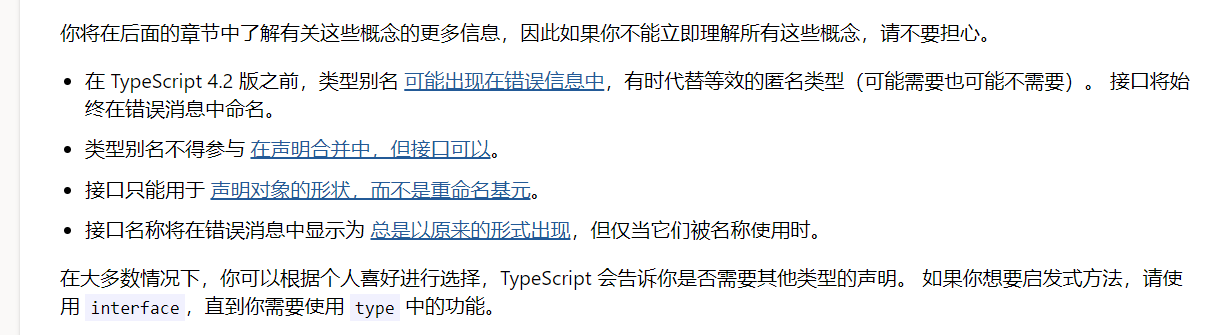 你将在后面的章节中了解有关这些概念的更多信息，因此如果你不能立即理解所有这些概念，请不要担心。
• 在 TypeScript 4.2 版之前，类型别名 可能出现在错误信息中，有时代替等效的匿名类型（可能需要也可能不需要）。 接口将始
终在错误消息中命名。
• 类型别名不得参与 在声明合并中，但接口可以。
• 接口只能用于 声明对象的形状，而不是重命名基元。
• 接口名称将在错误消息中显示为 总是以原来的形式出现，但仅当它们被名称使用时。
在大多数情况下，你可以根据个人喜好进行选择，TypeScript 会告诉你是否需要其他类型的声明。 如果你想要启发式方法，请使
用 interface，直到你需要使用 type 中的功能。